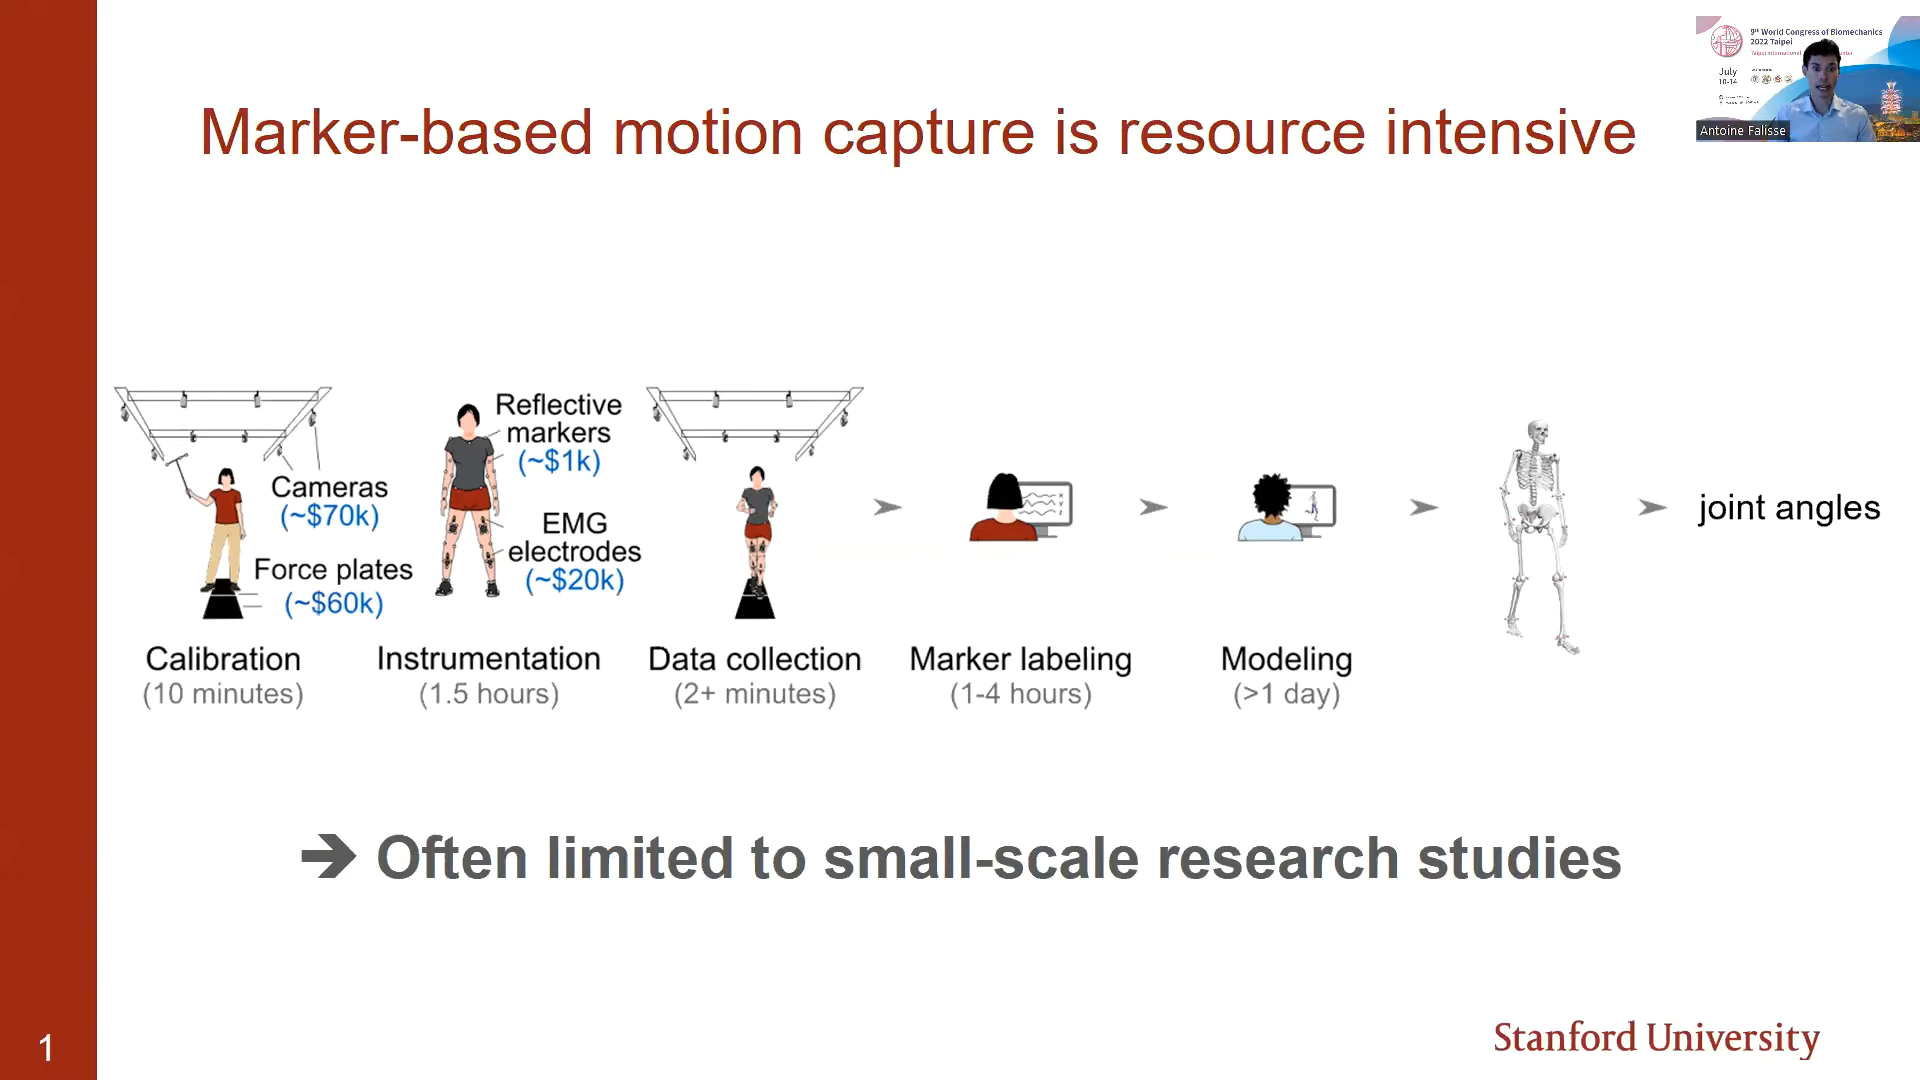 Marker-based motion capture is resource intensive
9th World Congress of Biomechanics
2022 Taipei
July
10-14
Antoine Falisse
Cameras
(~$70k)
Force plates
(~$60k)
Reflective
markers
(~$1k)
EMG
electrodes
(~$20k)
joint angles
Calibration
(10 minutes)
Instrumentation
(1.5 hours)
Data collection
(2+ minutes)
Marker labeling
(1-4 hours)
Modeling
(>1 day)
➔ Often limited to small-scale research studies
1
Stanford University